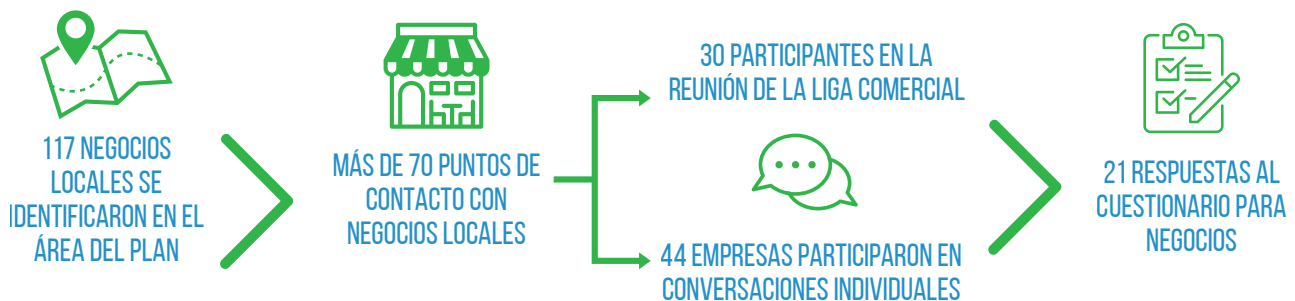 117 NEGOCIOS
LOCALES SE
IDENTIFICARON EN EL
ÁREA DEL PLAN
MÁS DE 70 PUNTOS DE
CONTACTO CON
NEGOCIOS LOCALES
30 PARTICIPANTES EN LA
REUNIÓN DE LA LIGA COMERCIAL
44 EMPRESAS PARTICIPARON EN
CONVERSACIONES INDIVIDUALES
21 RESPUESTAS AL
CUESTIONARIO PARA
NEGOCIOS